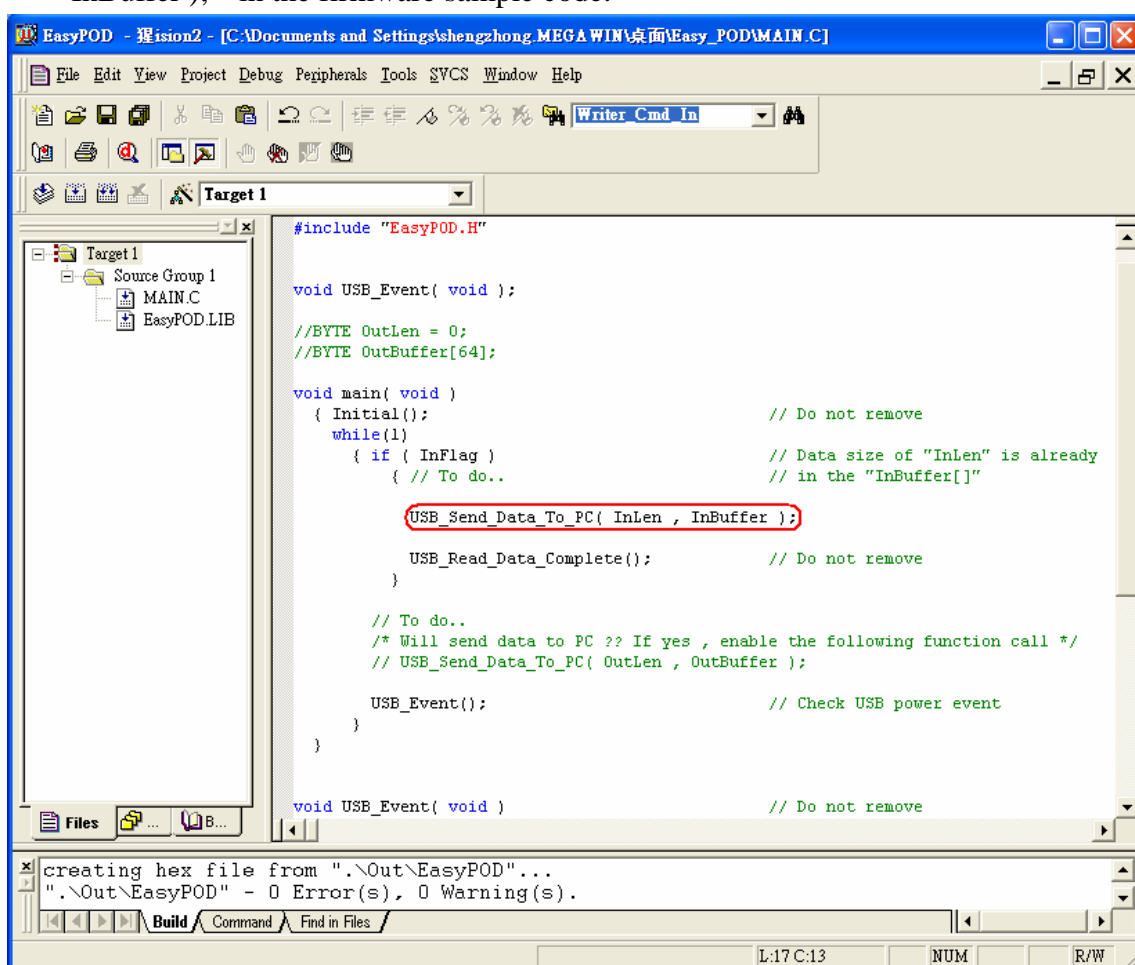 InBuffer ); " in the firmware sample code.
EasyPOD - 猩ision2 - [C:\Documents and Settings\shengzhong.MEGAWIN\桌面\Easy_POD\MAIN.C]
File Edit View Project Debug Peripherals Tools SVCS Window Help
Writer_Cmd_In
Target 1
Target 1
Source Group 1
MAIN.C
EasyPOD.LIB
#include "EasyPOD.H"
void USB_Event( void );
//BYTE OutLen = 0;
//BYTE OutBuffer[64];
void main( void )
{ Initial(); // Do not remove
while(1)
{ if ( InFlag ) // Data size of "InLen" is already
{ // To do.. // in the "InBuffer[]"
USB_Send_Data_To_PC( InLen , InBuffer );
USB_Read_Data_Complete(); // Do not remove
}
// To do..
/* Will send data to PC ?? If yes , enable the following function call */
// USB_Send_Data_To_PC( OutLen , OutBuffer );
USB_Event(); // Check USB power event
}
}
void USB_Event( void ) // Do not remove
Files ... B...
creating hex file from ".\Out\EasyPOD"...
".\Out\EasyPOD" - 0 Error(s), 0 Warning(s).
Build Command Find in Files
L:17 C:13 NUM R/W